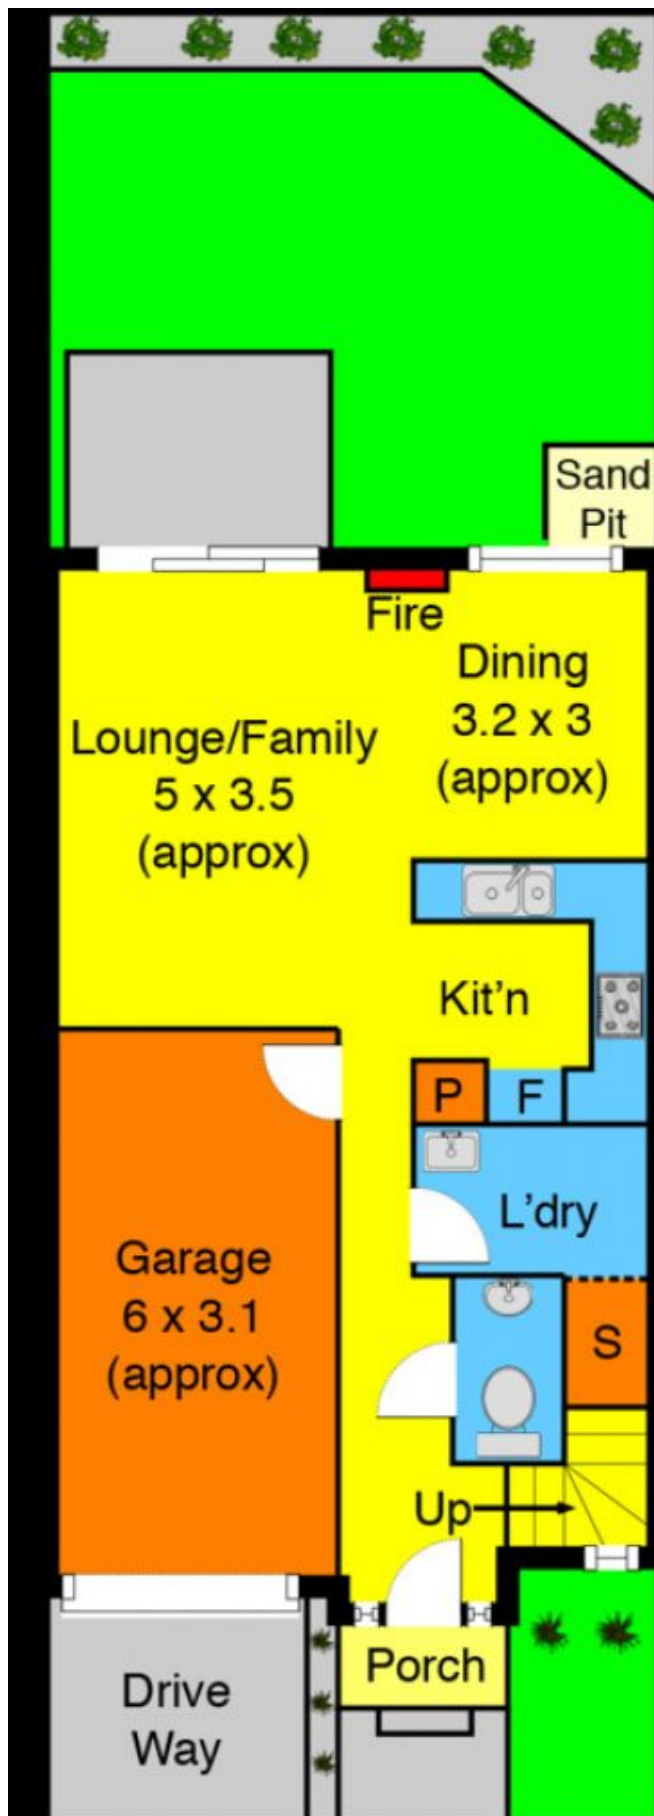 Sand
Pit
Fire
Dining
3.2 x 3
(approx)
Lounge/Family
5 x 3.5
(approx)
Kit'n
P
F
L'dry
Garage
6 x 3.1
(approx)
S
Up
Porch
Drive
Way